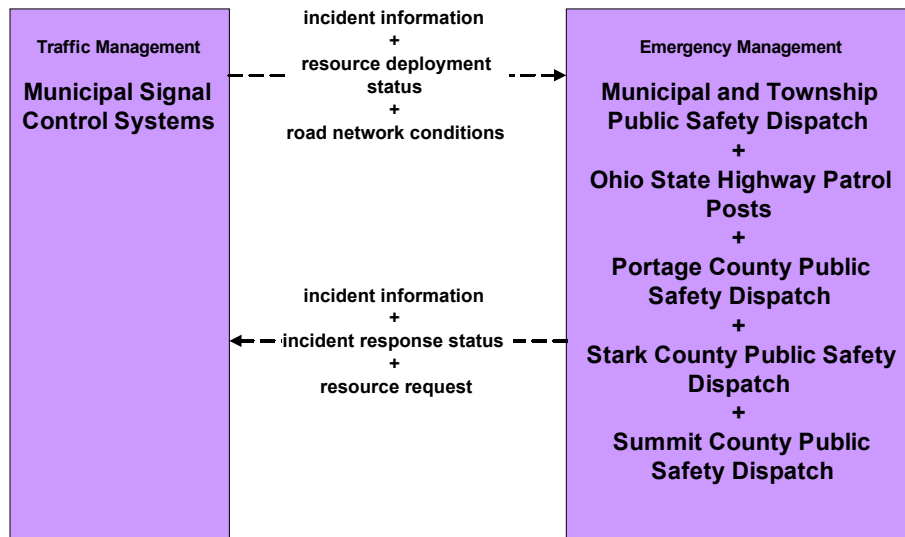 Traffic Management
Municipal Signal
Control Systems
incident information
+
resource deployment
status
+
road network conditions
incident information
+
incident response status
+
resource request
Emergency Management
Municipal and Township
Public Safety Dispatch
+
Ohio State Highway Patrol
Posts
+
Portage County Public
Safety Dispatch
+
Stark County Public Safety
Dispatch
+
Summit County Public
Safety Dispatch